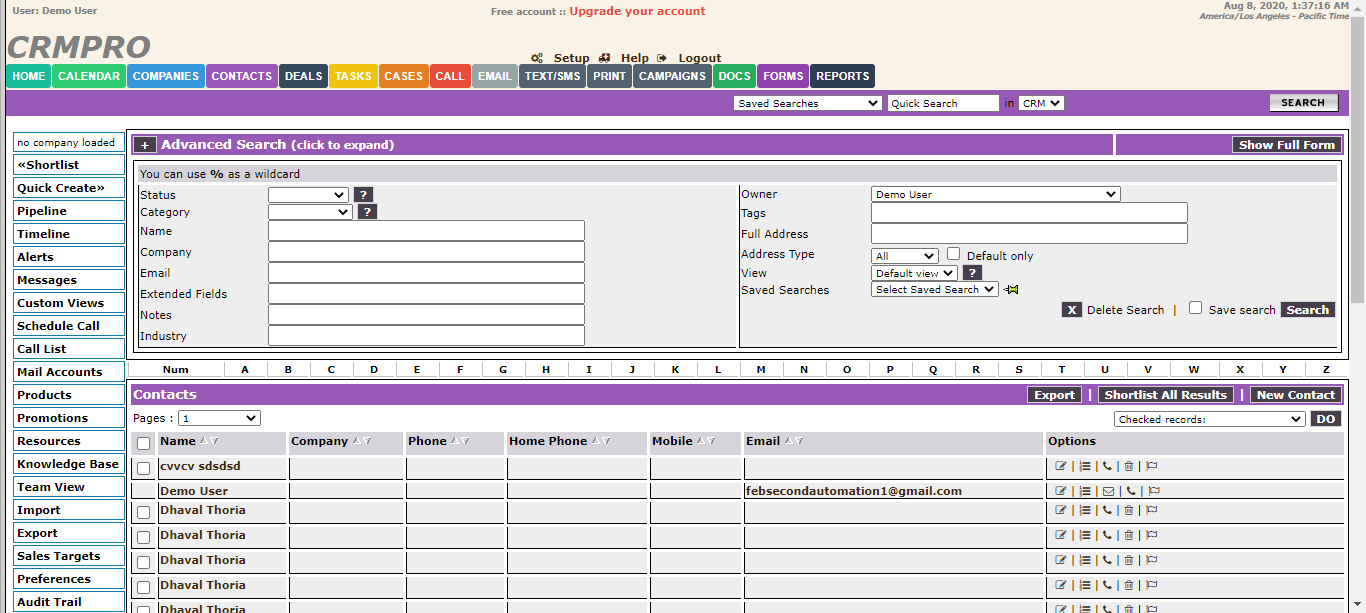 User: Demo User
Free account :: Upgrade your account
Aug 8, 2020, 1:37:16 AM
America/Los Angeles - Pacific Time
CRMPRO
Setup Help Logout
HOME CALENDAR COMPANIES CONTACTS DEALS TASKS CASES CALL EMAIL TEXT/SMS PRINT CAMPAIGNS DOCS FORMS REPORTS
Saved Searches Quick Search in CRM SEARCH
no company loaded
«Shortlist
Quick Create»
Pipeline
Timeline
Alerts
Messages
Custom Views
Schedule Call
Call List
Mail Accounts
Products
Promotions
Resources
Knowledge Base
Team View
Import
Export
Sales Targets
Preferences
Audit Trail
+ Advanced Search (click to expand) Show Full Form
You can use % as a wildcard
Status ?
Category ?
Name
Company
Email
Extended Fields
Notes
Industry
Owner Demo User
Tags
Full Address
Address Type All Default only
View Default view ?
Saved Searches Select Saved Search
X Delete Search | Save search Search
Num A B C D E F G H I J K L M N O P Q R S T U V W X Y Z
Contacts Export | Shortlist All Results | New Contact
Pages : 1 Checked records: DO
Name Company Phone Home Phone Mobile Email Options
cvvcv sdsdsd | | | |
Demo User febsecondautomation1@gmail.com | | | |
Dhaval Thoria | | | |
Dhaval Thoria | | | |
Dhaval Thoria | | | |
Dhaval Thoria | | | |
Dhaval Thoria | | | |